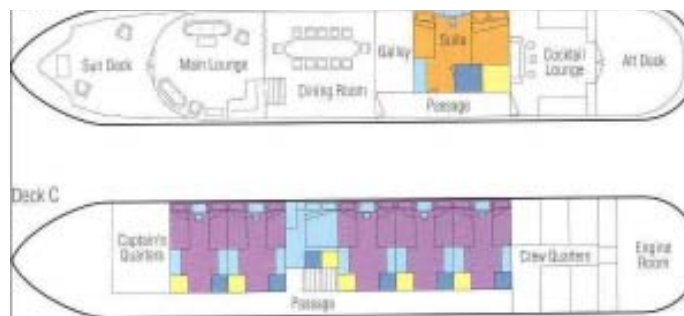 Sun Deck
Main Lounge
Dining Room
Galley
Suite
Passage
Cocktail
Lounge
Aft Deck
Deck C
Captain's
Quarters
Passage
Crew Quarters
Engine
Room